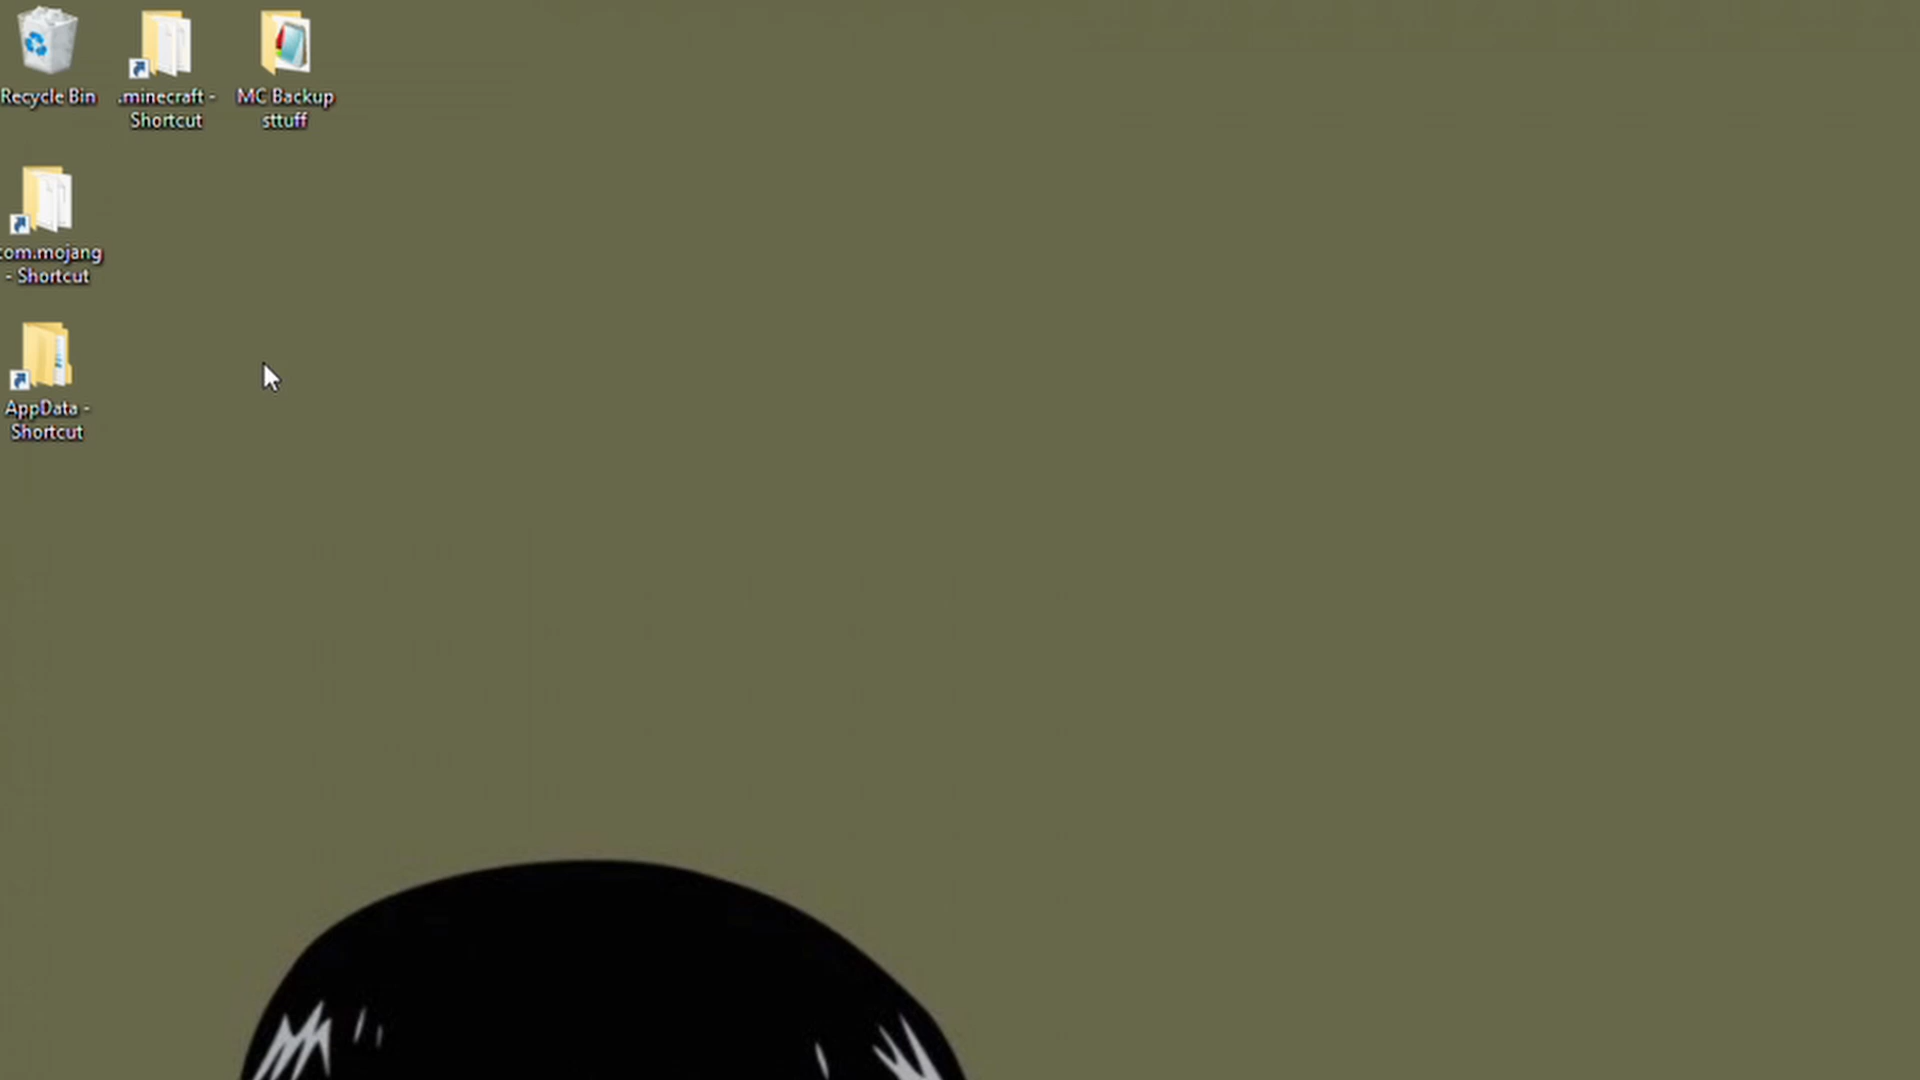 Recycle Bin
.minecraft -
Shortcut
MC Backup
sttuff
com.mojang
- Shortcut
AppData -
Shortcut